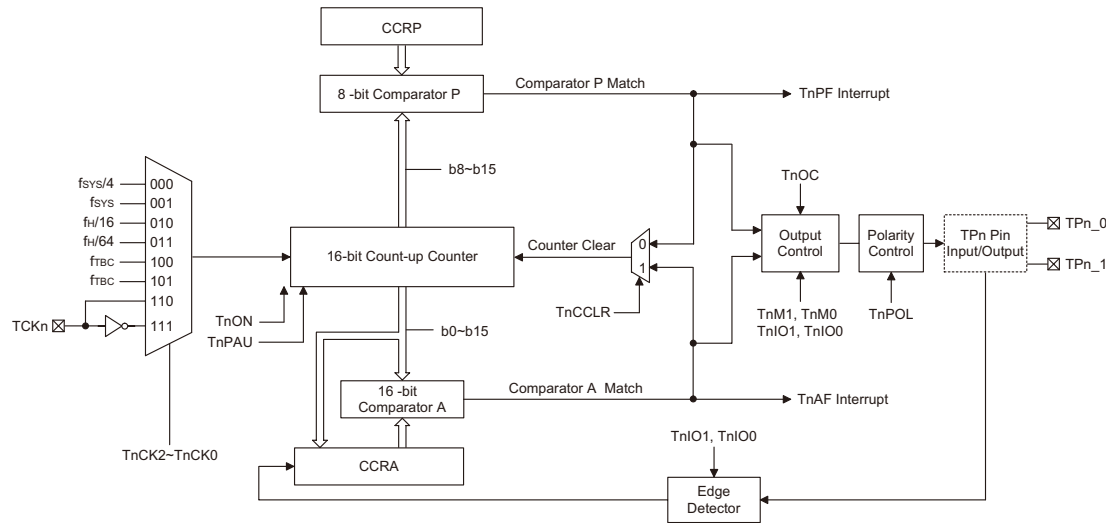 CCRP
8 -bit Comparator P
Comparator P Match
TnPF Interrupt
b8~b15
fSYS/4
000
fSYS
001
fH/16
010
fH/64
011
fTBC
100
fTBC
101
110
111
TCKn
TnCK2~TnCK0
16-bit Count-up Counter
TnON
TnPAU
Counter Clear
0
1
TnCCLR
TnOC
Output
Control
TnM1, TnM0
TnIO1, TnIO0
Polarity
Control
TnPOL
TPn Pin
Input/Output
TPn_0
TPn_1
b0~b15
16 -bit
Comparator A
Comparator A Match
TnAF Interrupt
CCRA
TnIO1, TnIO0
Edge
Detector